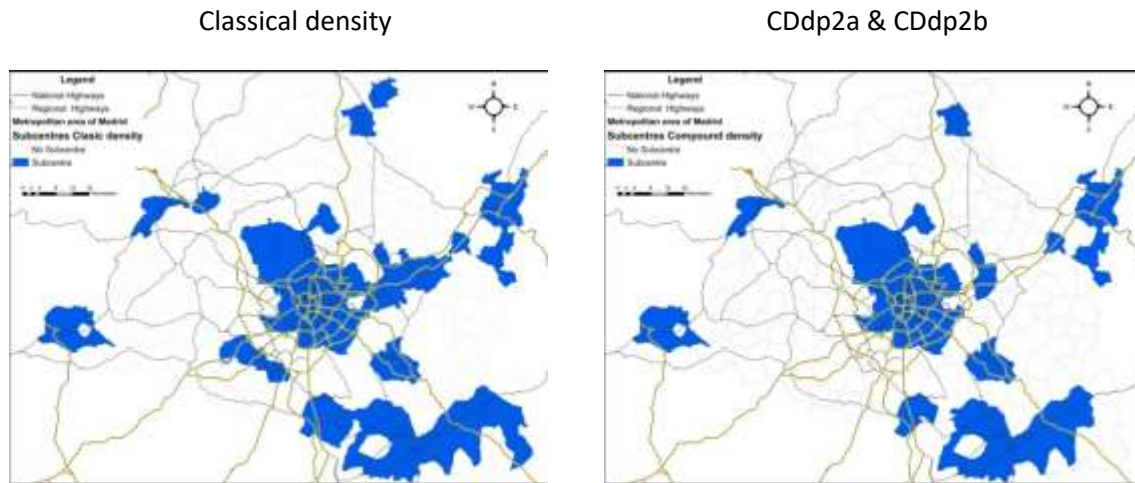 Classical density
CDdp2a & CDdp2b
Legend
National Highways
Regional Highways
Metropolitan area of Madrid
Subcentres Clasic density
No Subcentre
Subcentre
Legend
National Highways
Regional Highways
Metropolitan area of Madrid
Subcentres Compound density
No Subcentre
Subcentre